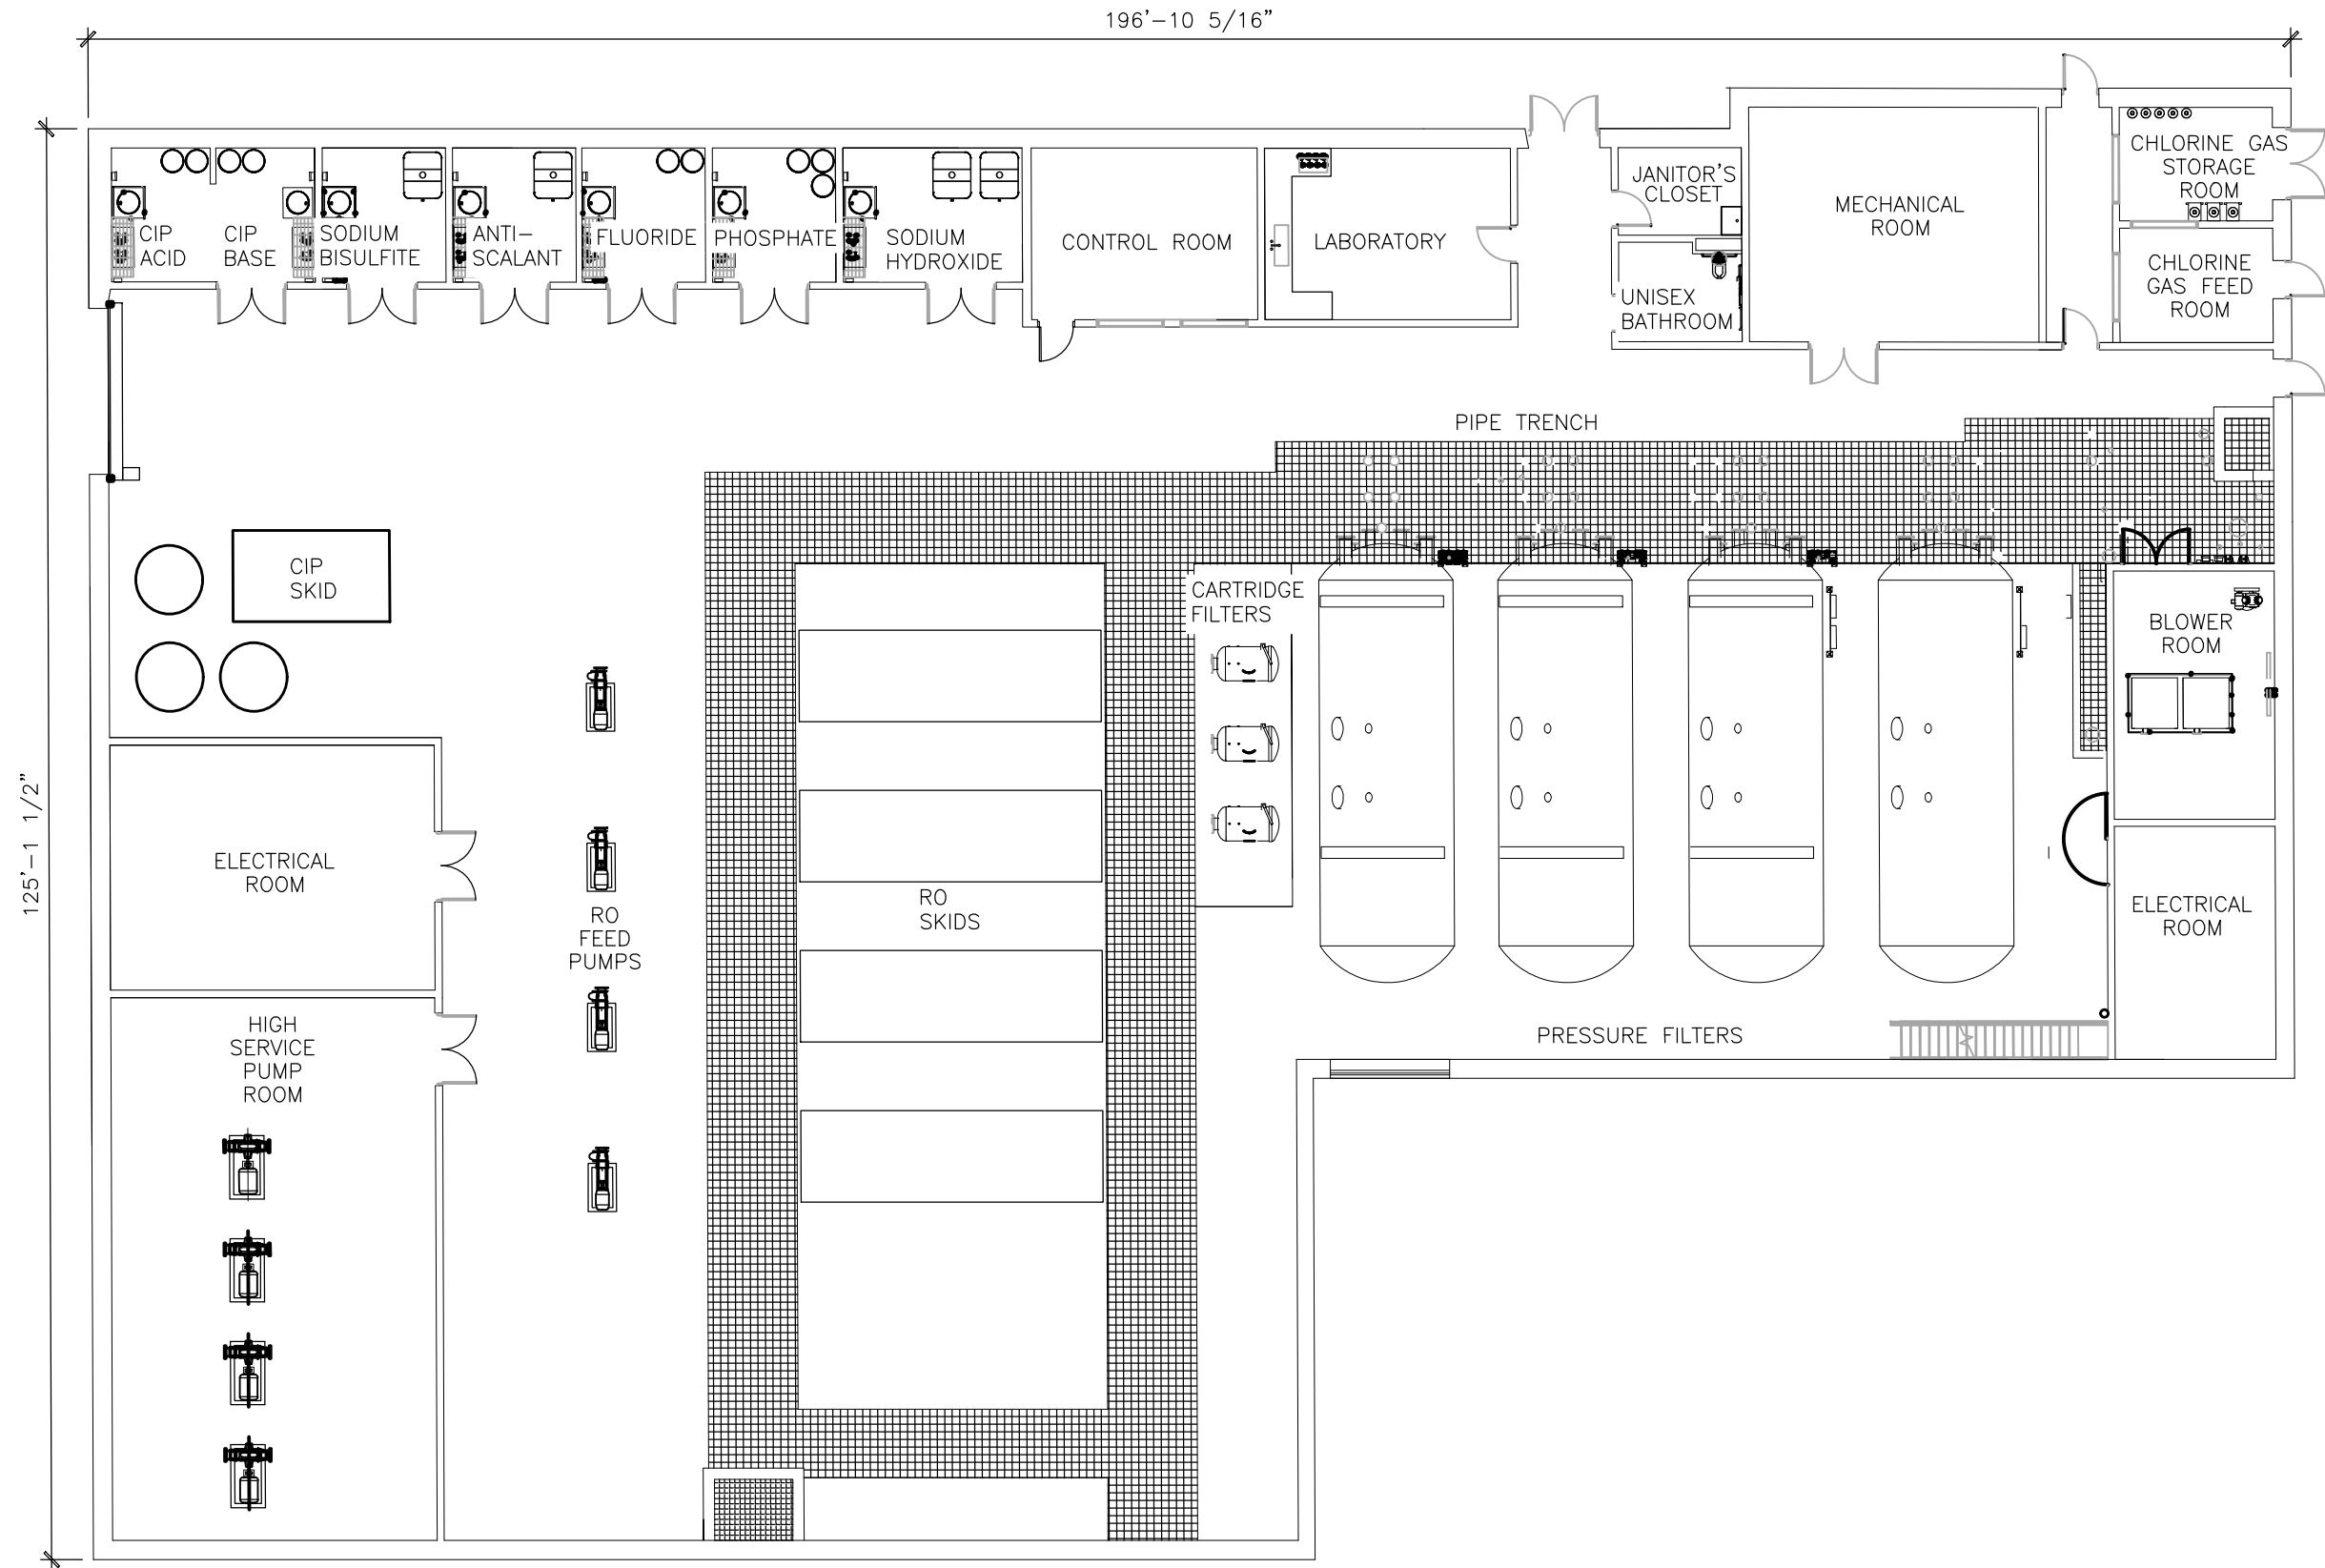 196'-10 5/16"
125'-1 1/2"
CIP
ACID
CIP
BASE
SODIUM
BISULFITE
ANTI-
SCALANT
FLUORIDE
PHOSPHATE
SODIUM
HYDROXIDE
CONTROL ROOM
LABORATORY
JANITOR'S
CLOSET
UNISEX
BATHROOM
MECHANICAL
ROOM
CHLORINE GAS
STORAGE
ROOM
CHLORINE
GAS FEED
ROOM
PIPE TRENCH
CIP
SKID
CARTRIDGE
FILTERS
BLOWER
ROOM
ELECTRICAL
ROOM
RO
FEED
PUMPS
RO
SKIDS
ELECTRICAL
ROOM
HIGH
SERVICE
PUMP
ROOM
PRESSURE FILTERS